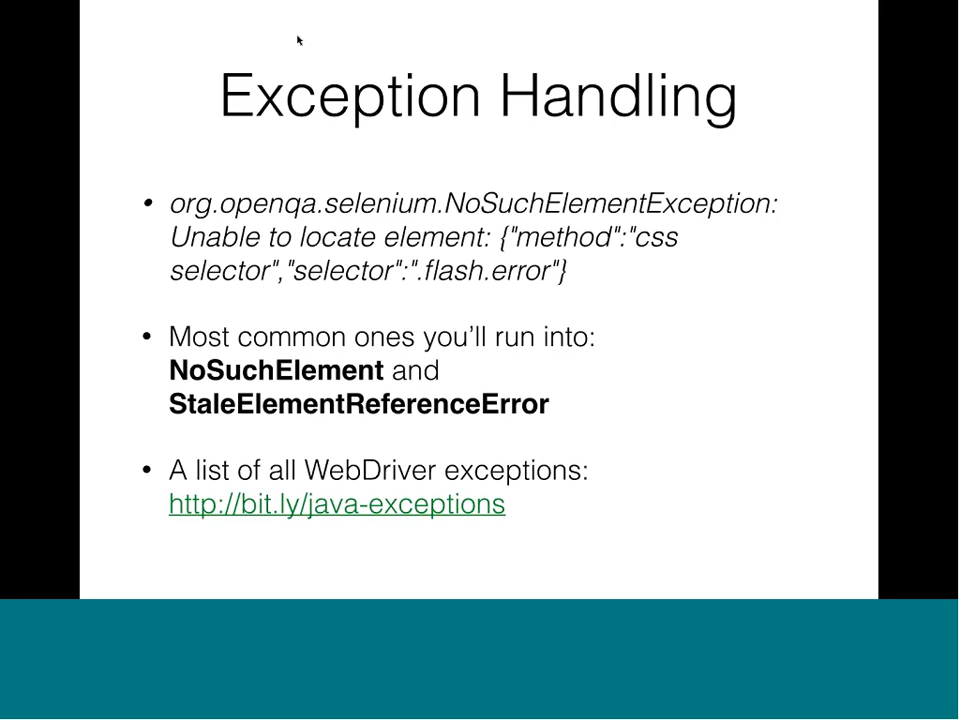 Exception Handling
• org.openqa.selenium.NoSuchElementException:
Unable to locate element: {"method":"css
selector","selector":".flash.error"}
• Most common ones you’ll run into:
NoSuchElement and
StaleElementReferenceError
• A list of all WebDriver exceptions:
http://bit.ly/java-exceptions